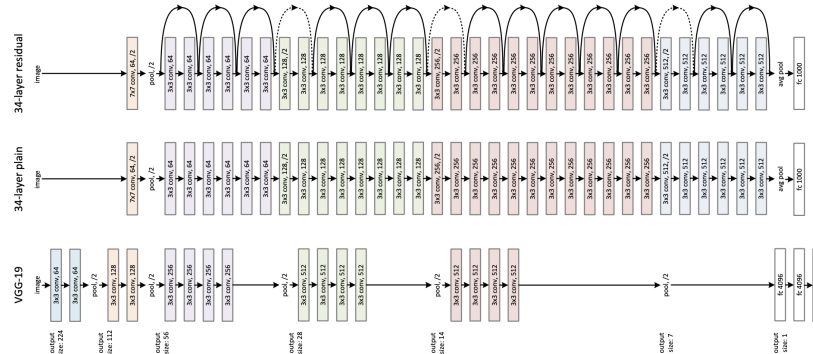 34-layer residual
image
7x7 conv, 64, /2
pool, /2
3x3 conv, 64
3x3 conv, 64
3x3 conv, 64
3x3 conv, 64
3x3 conv, 64
3x3 conv, 64
3x3 conv, 128, /2
3x3 conv, 128
3x3 conv, 128
3x3 conv, 128
3x3 conv, 128
3x3 conv, 128
3x3 conv, 128
3x3 conv, 128
3x3 conv, 256, /2
3x3 conv, 256
3x3 conv, 256
3x3 conv, 256
3x3 conv, 256
3x3 conv, 256
3x3 conv, 256
3x3 conv, 256
3x3 conv, 256
3x3 conv, 256
3x3 conv, 256
3x3 conv, 256
3x3 conv, 512, /2
3x3 conv, 512
3x3 conv, 512
3x3 conv, 512
3x3 conv, 512
3x3 conv, 512
avg pool
fc 1000
34-layer plain
image
7x7 conv, 64, /2
pool, /2
3x3 conv, 64
3x3 conv, 64
3x3 conv, 64
3x3 conv, 64
3x3 conv, 64
3x3 conv, 64
3x3 conv, 128, /2
3x3 conv, 128
3x3 conv, 128
3x3 conv, 128
3x3 conv, 128
3x3 conv, 128
3x3 conv, 128
3x3 conv, 128
3x3 conv, 256, /2
3x3 conv, 256
3x3 conv, 256
3x3 conv, 256
3x3 conv, 256
3x3 conv, 256
3x3 conv, 256
3x3 conv, 256
3x3 conv, 256
3x3 conv, 256
3x3 conv, 256
3x3 conv, 256
3x3 conv, 512, /2
3x3 conv, 512
3x3 conv, 512
3x3 conv, 512
3x3 conv, 512
3x3 conv, 512
avg pool
fc 1000
VGG-19
image
3x3 conv, 64
3x3 conv, 64
pool, /2
3x3 conv, 128
3x3 conv, 128
pool, /2
3x3 conv, 256
3x3 conv, 256
3x3 conv, 256
3x3 conv, 256
pool, /2
3x3 conv, 512
3x3 conv, 512
3x3 conv, 512
3x3 conv, 512
pool, /2
3x3 conv, 512
3x3 conv, 512
3x3 conv, 512
3x3 conv, 512
pool, /2
fc 4096
fc 4096
output
size: 224
output
size: 112
output
size: 56
output
size: 28
output
size: 14
output
size: 7
output
size: 1